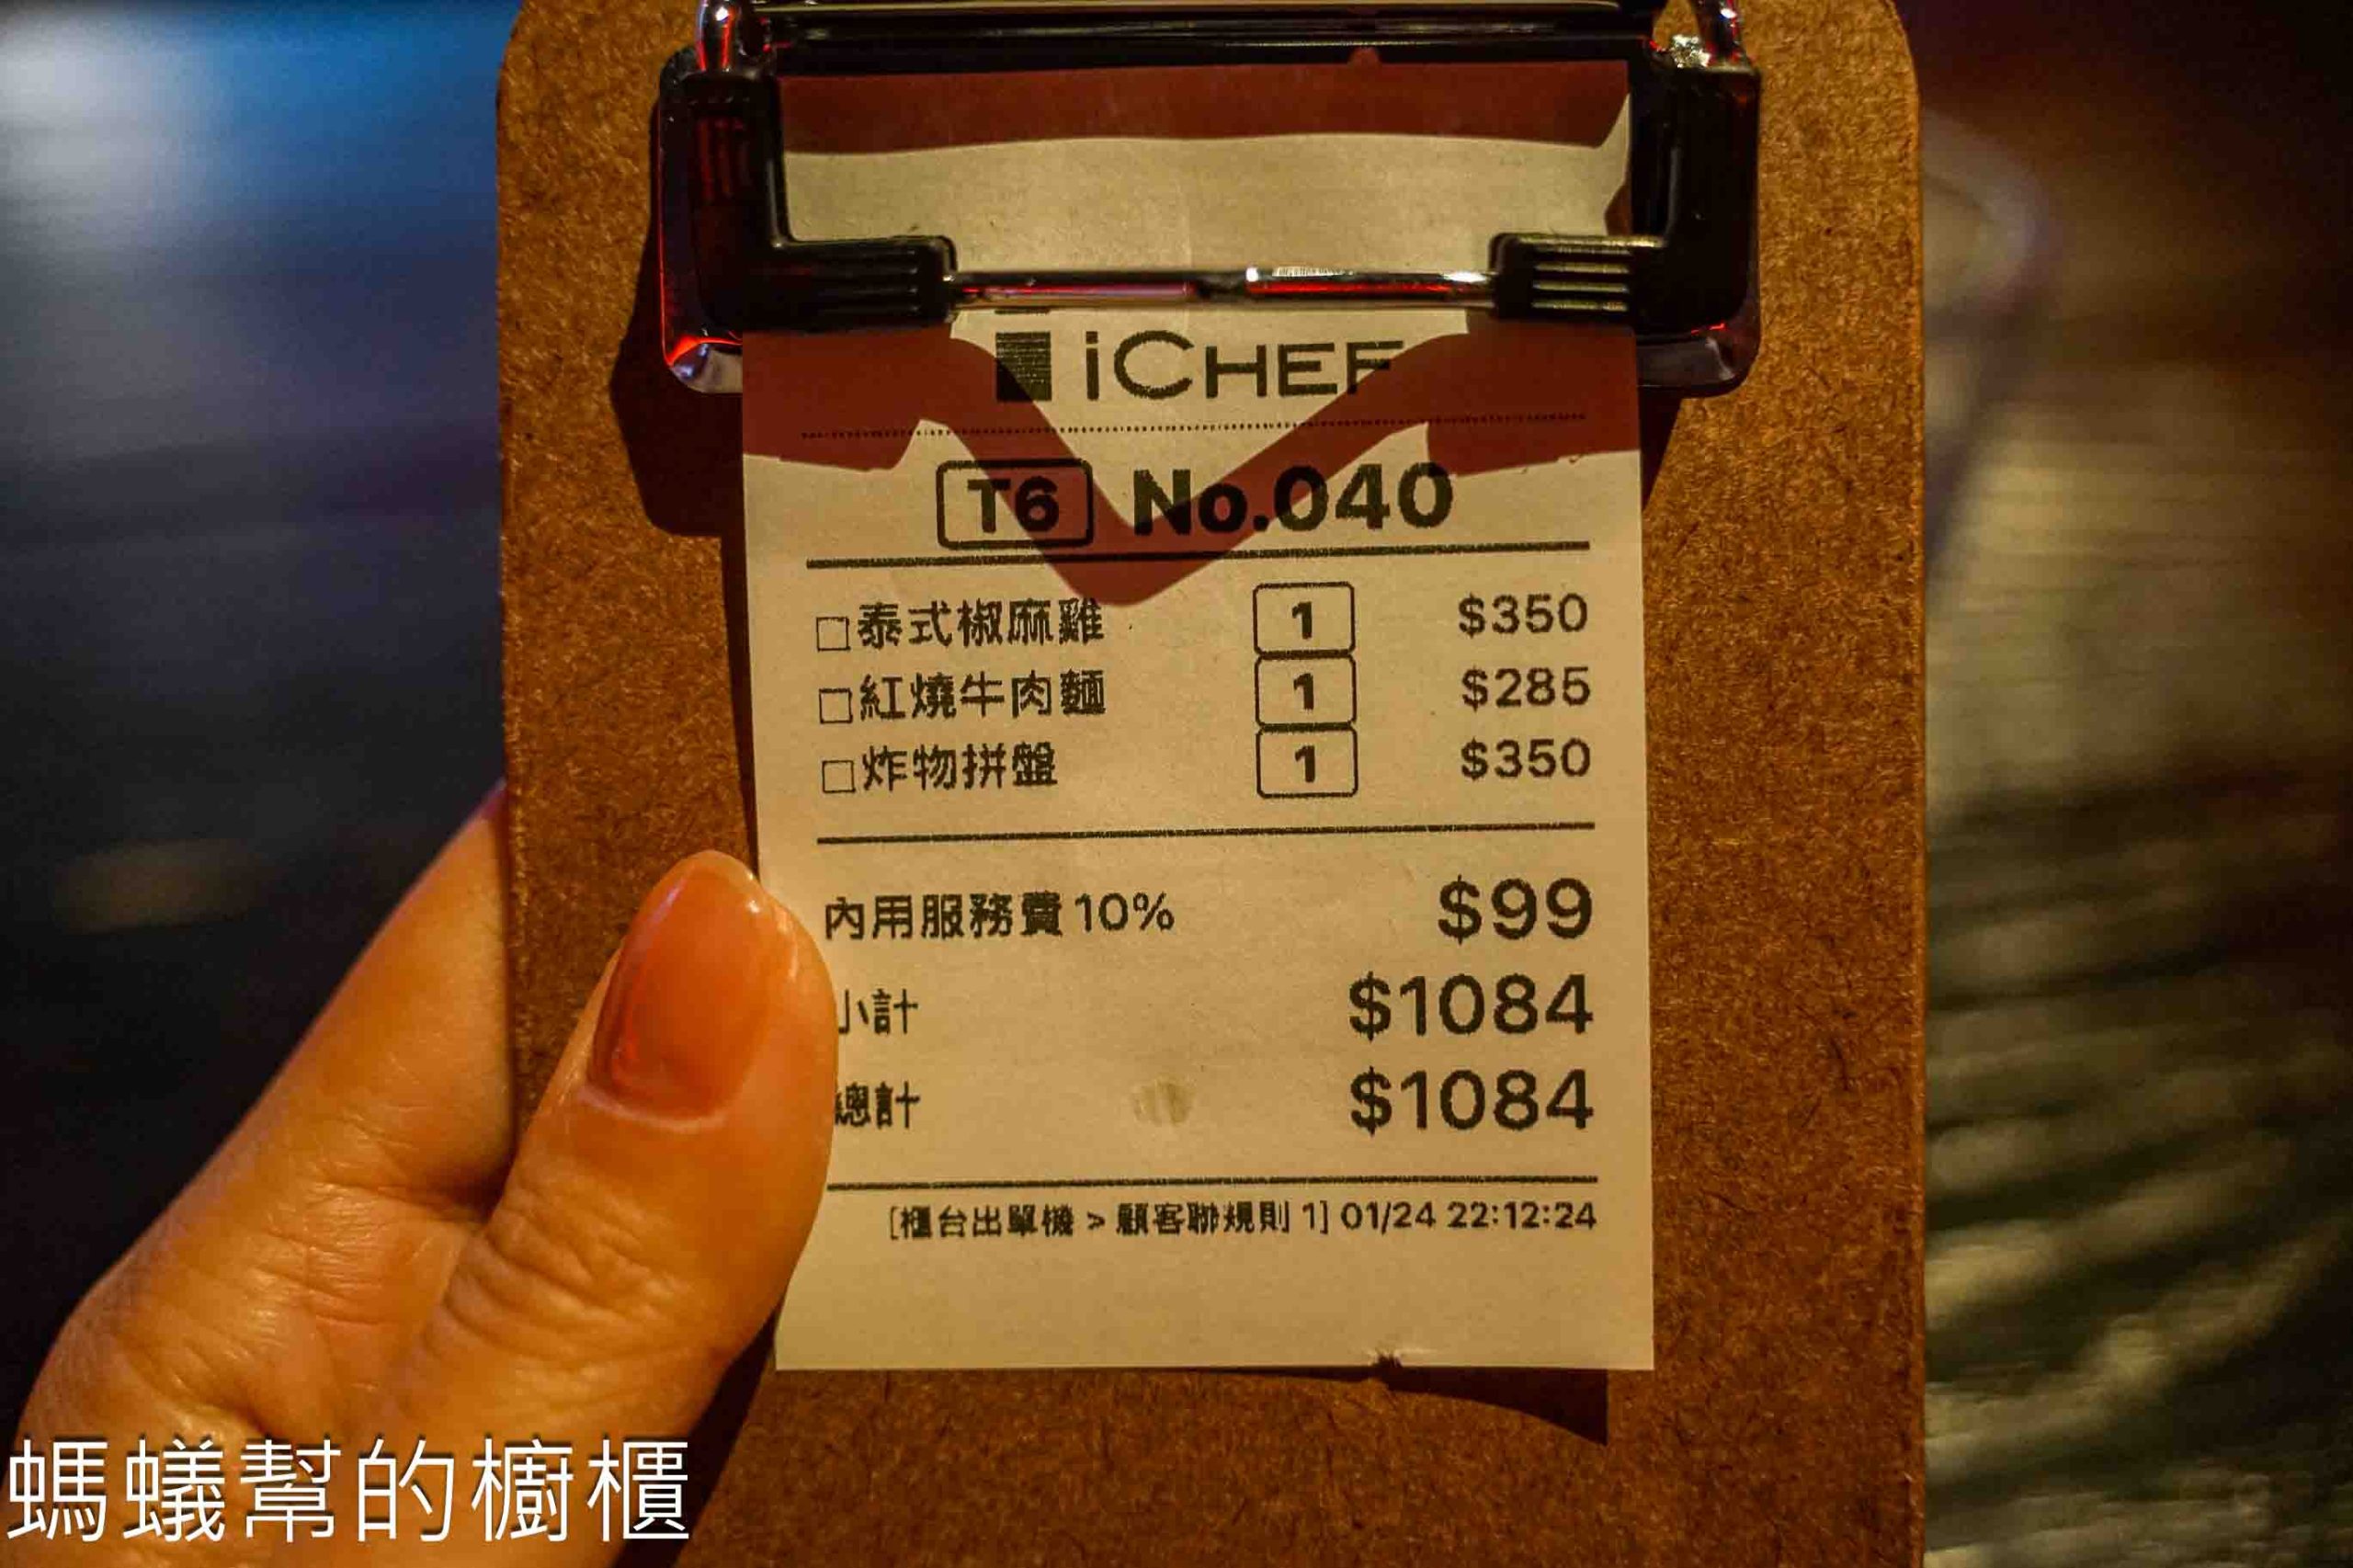 iCHEF
T6 No.040
□泰式椒麻雞 1 $350
□紅燒牛肉麵 1 $285
□炸物拼盤 1 $350
內用服務費 10% $99
小計 $1084
總計 $1084
[櫃台出單機 > 顧客聯規則 1] 01/24 22:12:24
螞蟻幫的櫥櫃